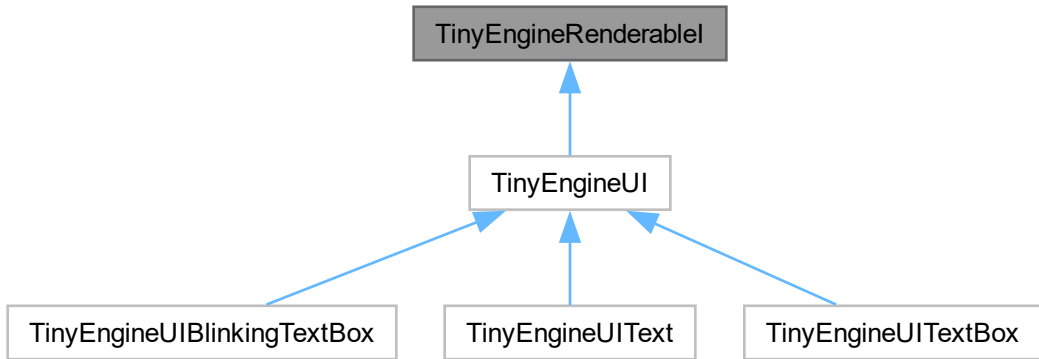 TinyEngineRenderableI
TinyEngineUI
TinyEngineUIBlinkingTextBox
TinyEngineUIText
TinyEngineUITextBox